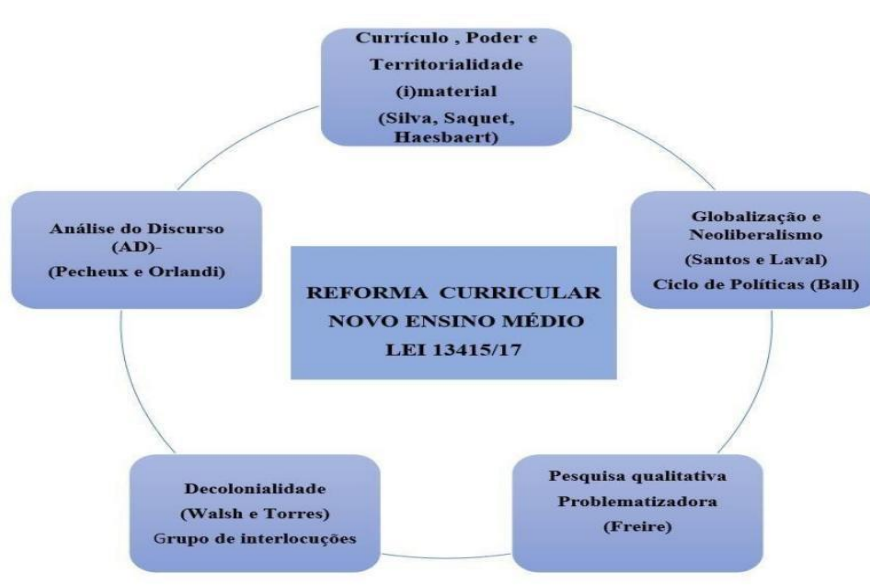 Currículo , Poder e
Territorialidade
(i)material
(Silva, Saquet,
Haesbaert)
Globalização e
Neoliberalismo
(Santos e Laval)
Ciclo de Políticas (Ball)
Análise do Discurso
(AD)-
(Pecheux e Orlandi)
REFORMA CURRICULAR
NOVO ENSINO MÉDIO
LEI 13415/17
Decolonialidade
(Walsh e Torres)
Grupo de interlocuções
Pesquisa qualitativa
Problematizadora
(Freire)